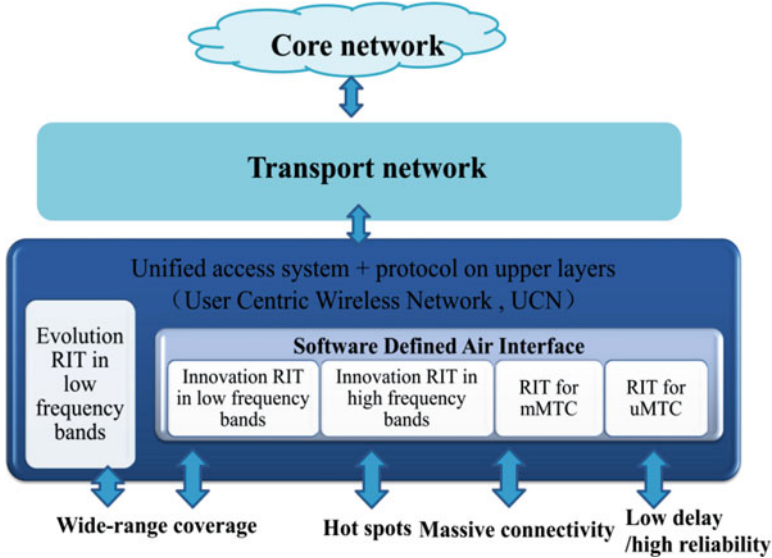 Core network
Transport network
Unified access system + protocol on upper layers
（User Centric Wireless Network , UCN）
Evolution
RIT in
low
frequency
bands
Software Defined Air Interface
Innovation RIT
in low frequency
bands
Innovation RIT in
high frequency
bands
RIT for
mMTC
RIT for
uMTC
Wide-range coverage
Hot spots
Massive connectivity
Low delay
/high reliability